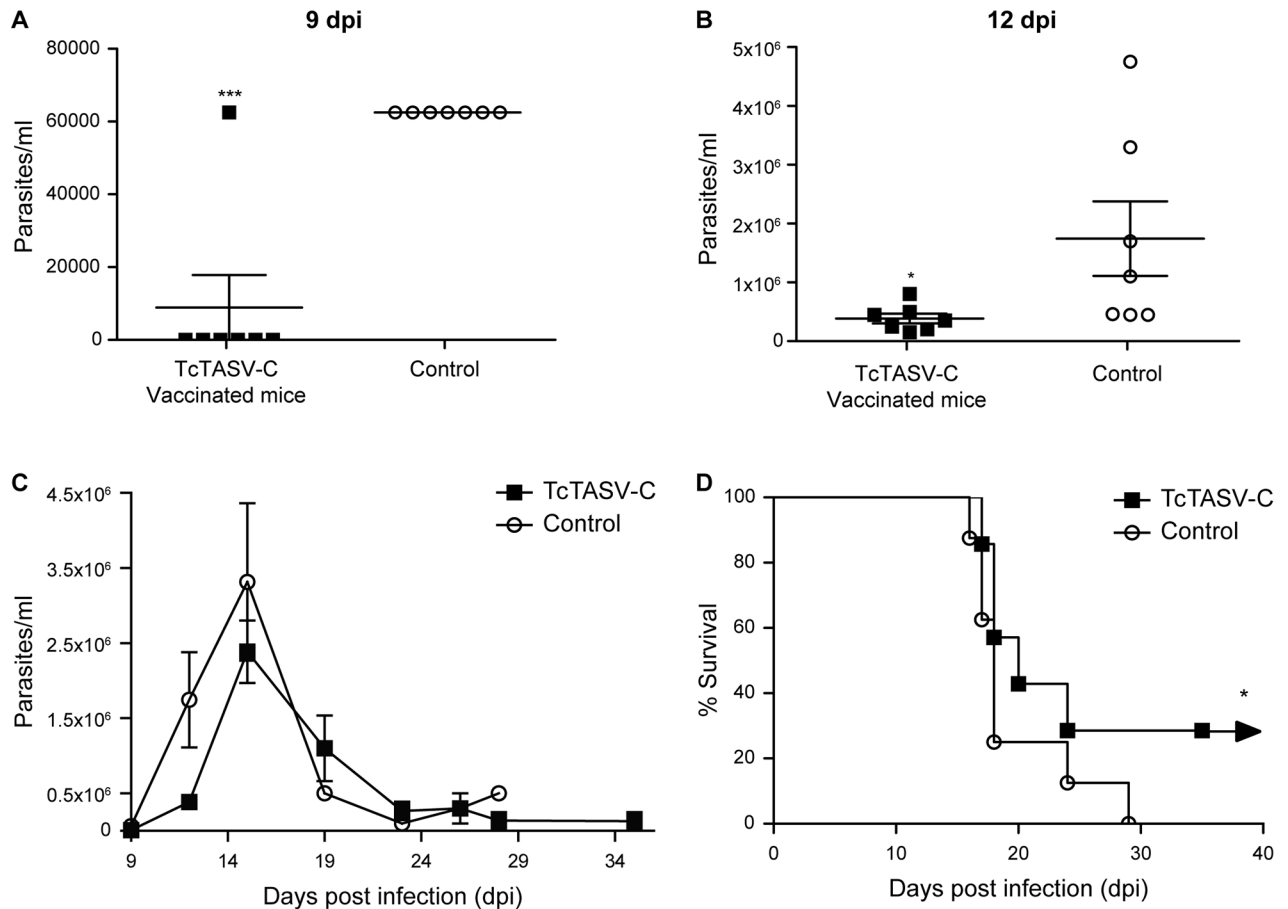 A
9 dpi
80000
60000
40000
20000
0
Parasites/ml
***
TcTASV-C
Vaccinated mice
Control
B
12 dpi
5x10⁶
4x10⁶
3x10⁶
2x10⁶
1x10⁶
0
Parasites/ml
*
TcTASV-C
Vaccinated mice
Control
C
4.5x10⁶
3.5x10⁶
2.5x10⁶
1.5x10⁶
0.5x10⁶
0
Parasites/ml
TcTASV-C
Control
9 14 19 24 29 34
Days post infection (dpi)
D
100
80
60
40
20
0
% Survival
TcTASV-C
Control
*
0 10 20 30 40
Days post infection (dpi)